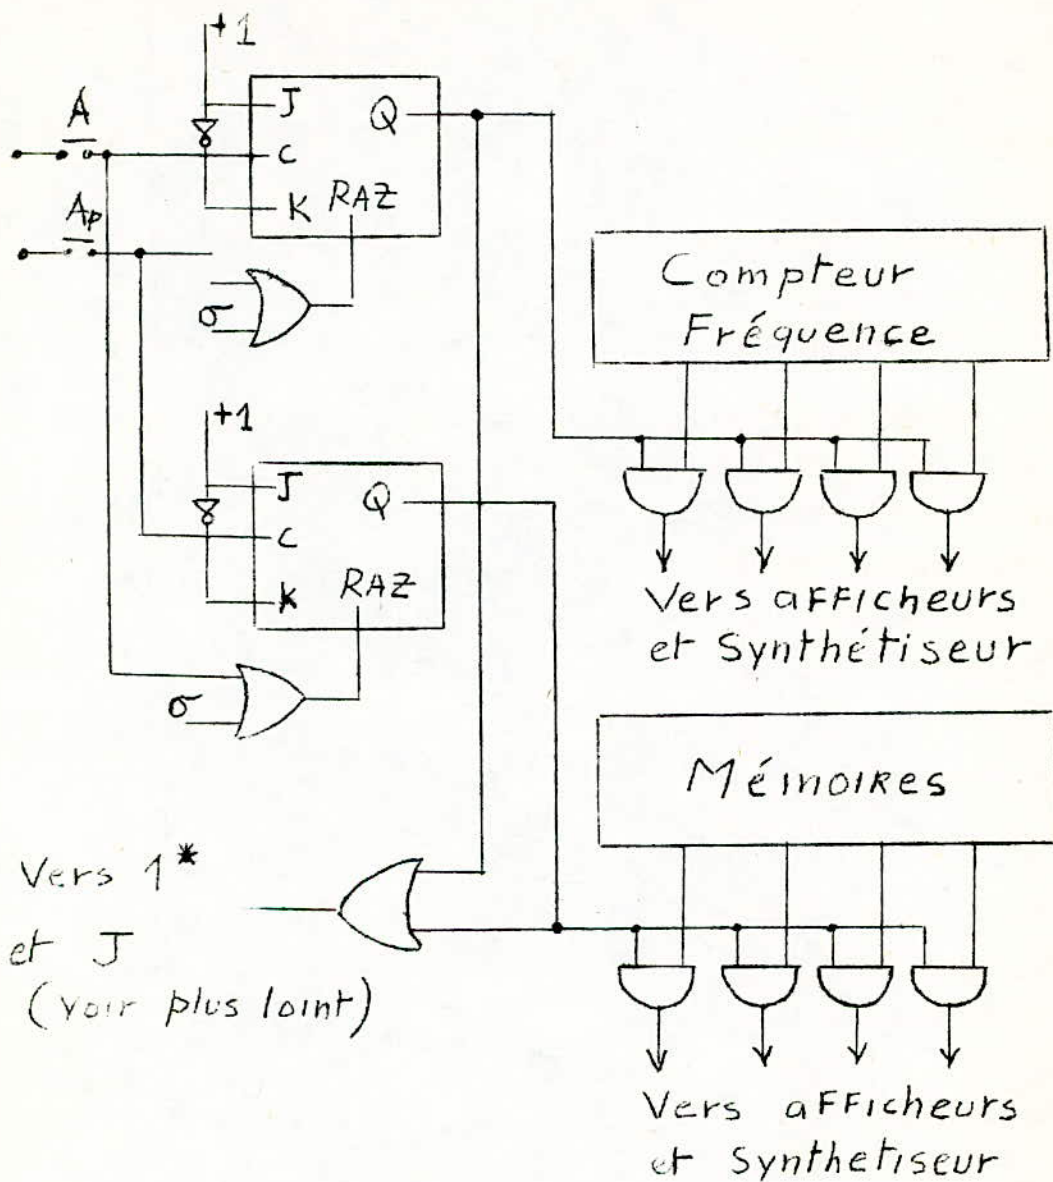 +1
J
Q
A
C
K
RAZ
Ap
σ
Compteur
Fréquence
+1
J
Q
C
K
RAZ
σ
Vers aFFicheurs
et Synthétiseur
Mémoires
Vers 1*
et J
(voir plus loint)
Vers aFFicheurs
et Synthetiseur